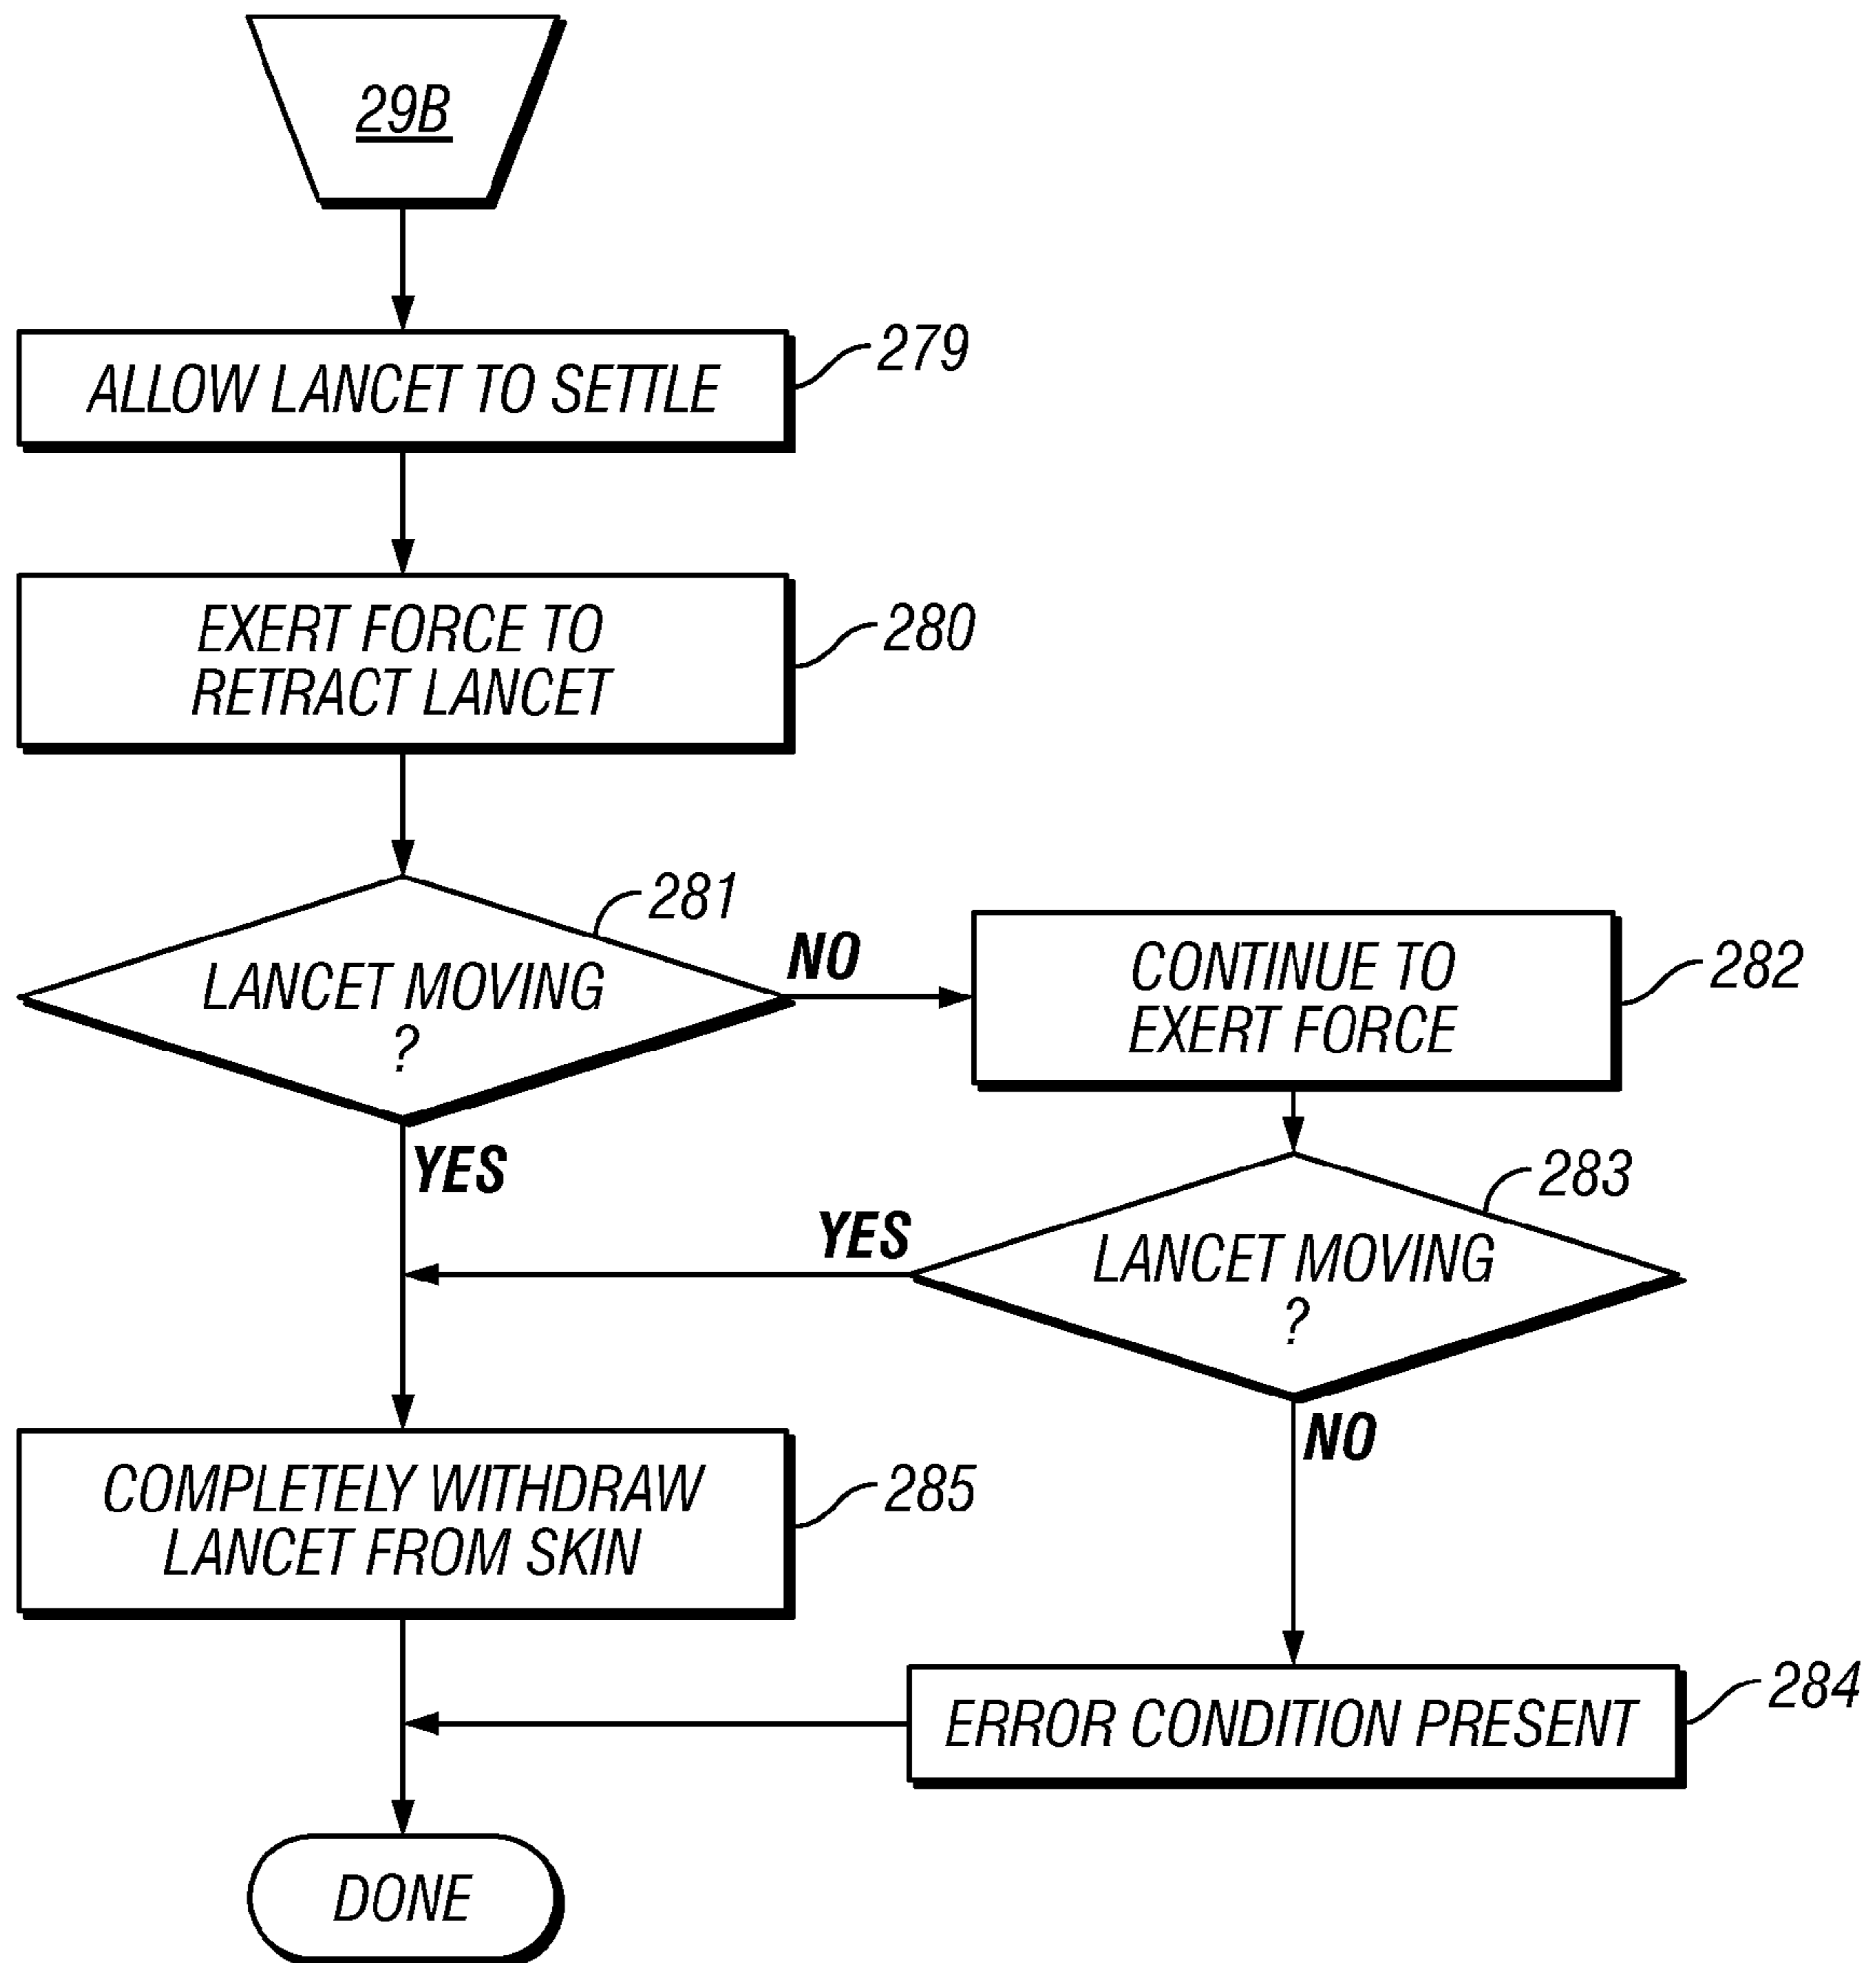 29B
ALLOW LANCET TO SETTLE
279
EXERT FORCE TO
RETRACT LANCET
280
LANCET MOVING
?
281
NO
YES
CONTINUE TO
EXERT FORCE
282
LANCET MOVING
?
283
YES
NO
COMPLETELY WITHDRAW
LANCET FROM SKIN
285
ERROR CONDITION PRESENT
284
DONE